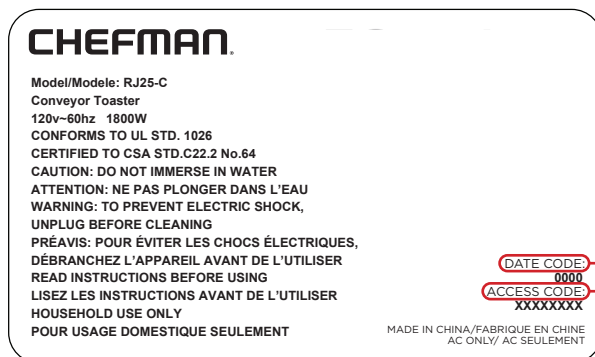 CHEFMAN.
Model/Modele: RJ25-C
Conveyor Toaster
120v~60hz 1800W
CONFORMS TO UL STD. 1026
CERTIFIED TO CSA STD.C22.2 No.64
CAUTION: DO NOT IMMERSE IN WATER
ATTENTION: NE PAS PLONGER DANS L'EAU
WARNING: TO PREVENT ELECTRIC SHOCK,
UNPLUG BEFORE CLEANING
PRÉAVIS: POUR ÉVITER LES CHOCS ÉLECTRIQUES,
DÉBRANCHEZ L'APPAREIL AVANT DE L'UTILISER
READ INSTRUCTIONS BEFORE USING
LISEZ LES INSTRUCTIONS AVANT DE L'UTILISER
HOUSEHOLD USE ONLY
POUR USAGE DOMESTIQUE SEULEMENT
DATE CODE:
0000
ACCESS CODE:
XXXXXXXX
MADE IN CHINA/FABRIQUE EN CHINE
AC ONLY/ AC SEULEMENT